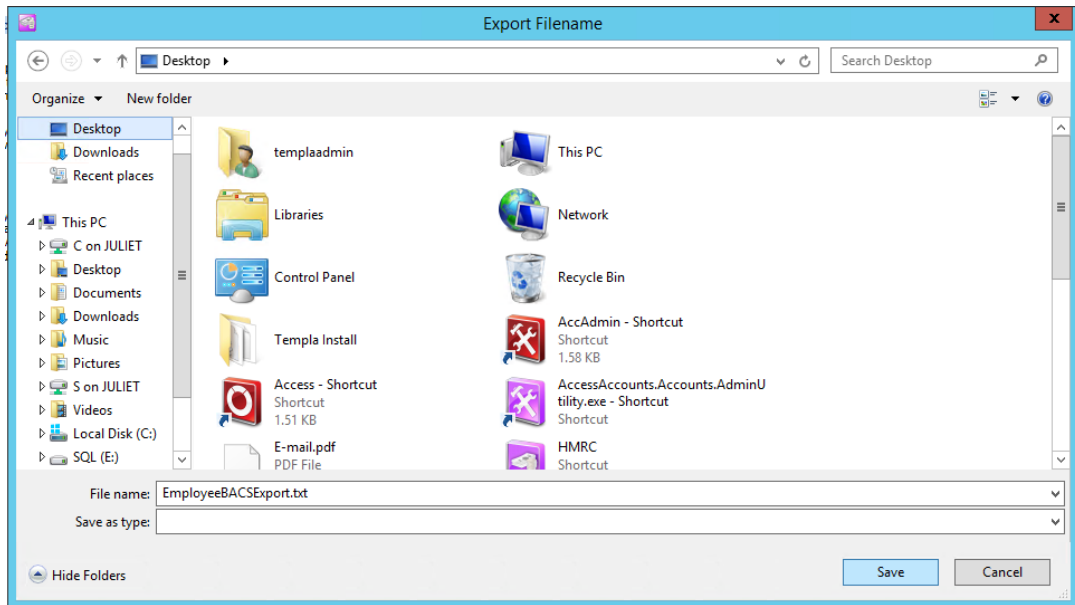 Export Filename
x
Desktop
Search Desktop
Organize
New folder
Desktop
Downloads
Recent places
This PC
C on JULIET
Desktop
Documents
Downloads
Music
Pictures
S on JULIET
Videos
Local Disk (C:)
SQL (E:)
templaadmin
This PC
Libraries
Network
Control Panel
Recycle Bin
Templa Install
AccAdmin - Shortcut
Shortcut
1.58 KB
Access - Shortcut
Shortcut
1.51 KB
AccessAccounts.Accounts.AdminU
tility.exe - Shortcut
Shortcut
E-mail.pdf
PDF File
HMRC
Shortcut
File name: EmployeeBACSExport.txt
Save as type:
Hide Folders
Save
Cancel